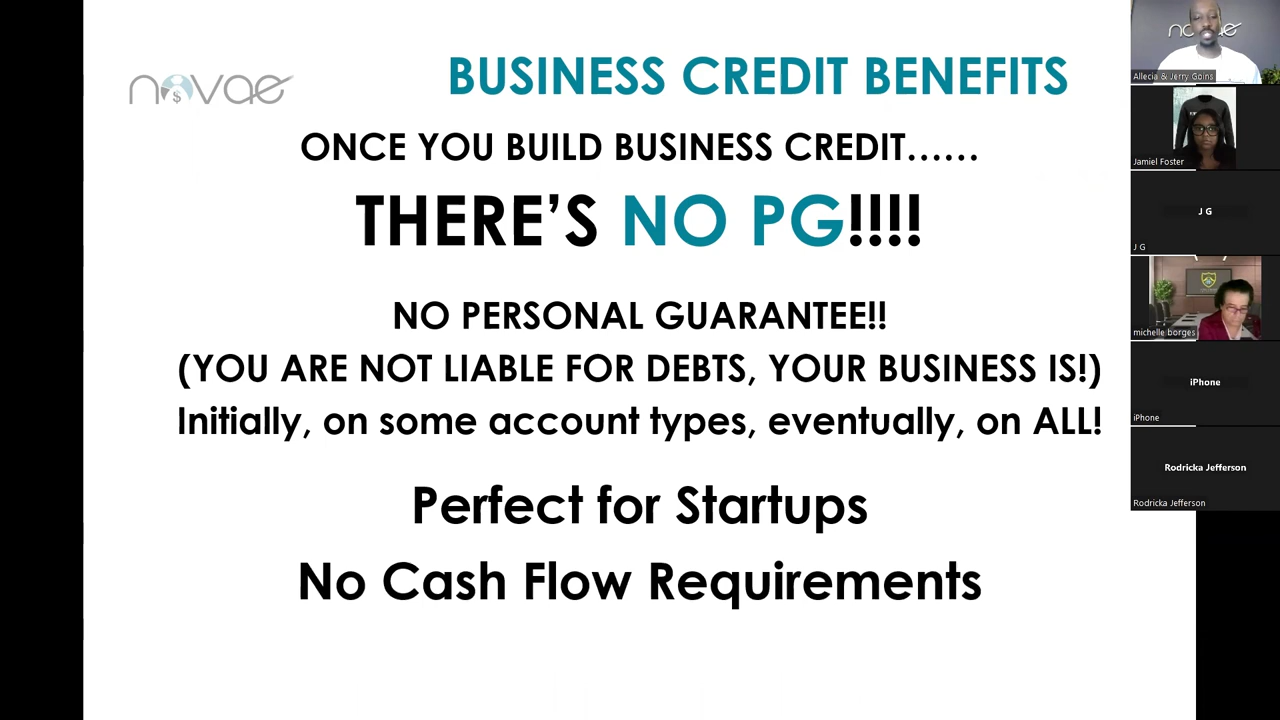 novae
$
BUSINESS CREDIT BENEFITS
ONCE YOU BUILD BUSINESS CREDIT......
THERE'S NO PG!!!!
NO PERSONAL GUARANTEE!!
(YOU ARE NOT LIABLE FOR DEBTS, YOUR BUSINESS IS!)
Initially, on some account types, eventually, on ALL!
Perfect for Startups
No Cash Flow Requirements
Allecia & Jerry Goins
Jamiel Foster
J G
J G
michelle borges
iPhone
iPhone
Rodricka Jefferson
Rodricka Jefferson